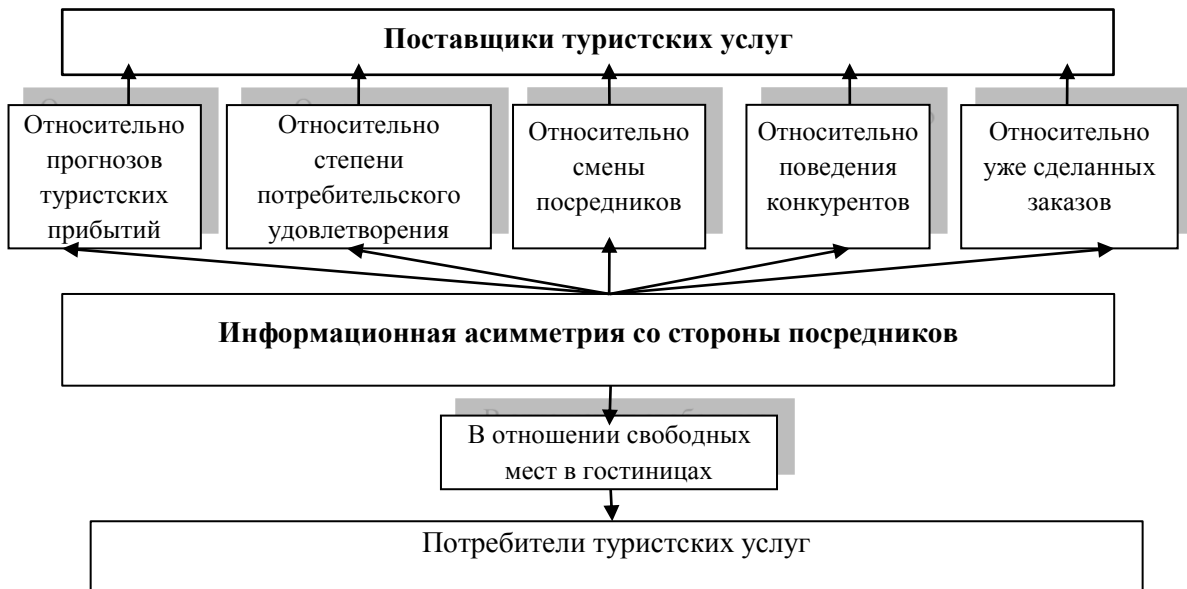 Поставщики туристских услуг
Относительно
прогнозов
туристских
прибытий
Относительно
степени
потребительского
удовлетворения
Относительно
смены
посредников
Относительно
поведения
конкурентов
Относительно
уже сделанных
заказов
Информационная асимметрия со стороны посредников
В отношении свободных
мест в гостиницах
Потребители туристских услуг